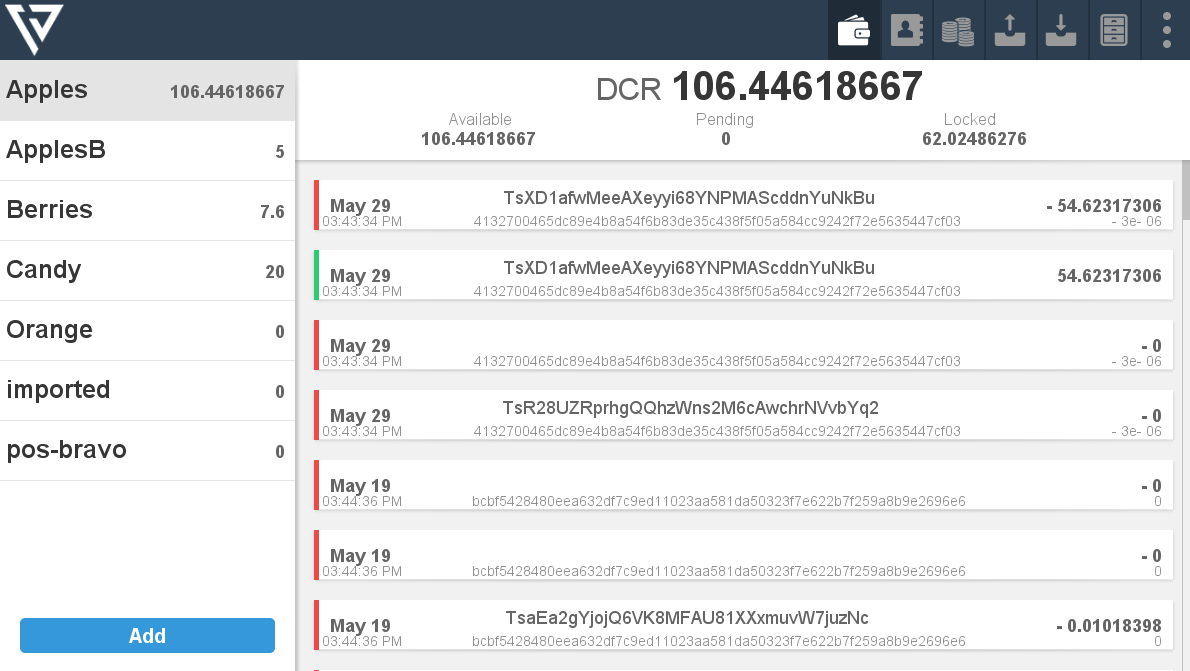 Apples 106.44618667
ApplesB 5
Berries 7.6
Candy 20
Orange 0
imported 0
pos-bravo 0
Add
DCR 106.44618667
Available Pending Locked
106.44618667 0 62.02486276
TsXD1afwMeeAXeyyi68YNPMAScddnYuNkBu
May 29 - 54.62317306
03:43:34 PM 4132700465dc89e4b8a54f6b83de35c438f5f05a584cc9242f72e5635447cf03 - 3e- 06
TsXD1afwMeeAXeyyi68YNPMAScddnYuNkBu
May 29 54.62317306
03:43:34 PM 4132700465dc89e4b8a54f6b83de35c438f5f05a584cc9242f72e5635447cf03
May 29 - 0
03:43:34 PM 4132700465dc89e4b8a54f6b83de35c438f5f05a584cc9242f72e5635447cf03 - 3e- 06
TsR28UZRprhgQQhzWns2M6cAwchrNVvbYq2
May 29 - 0
03:43:34 PM 4132700465dc89e4b8a54f6b83de35c438f5f05a584cc9242f72e5635447cf03 - 3e- 06
May 19 - 0
03:44:36 PM bcbf5428480eea632df7c9ed11023aa581da50323f7e622b7f259a8b9e2696e6 0
May 19 - 0
03:44:36 PM bcbf5428480eea632df7c9ed11023aa581da50323f7e622b7f259a8b9e2696e6 0
TsaEa2gYjojQ6VK8MFAU81XXxmuvW7juzNc
May 19 - 0.01018398
03:44:36 PM bcbf5428480eea632df7c9ed11023aa581da50323f7e622b7f259a8b9e2696e6 0